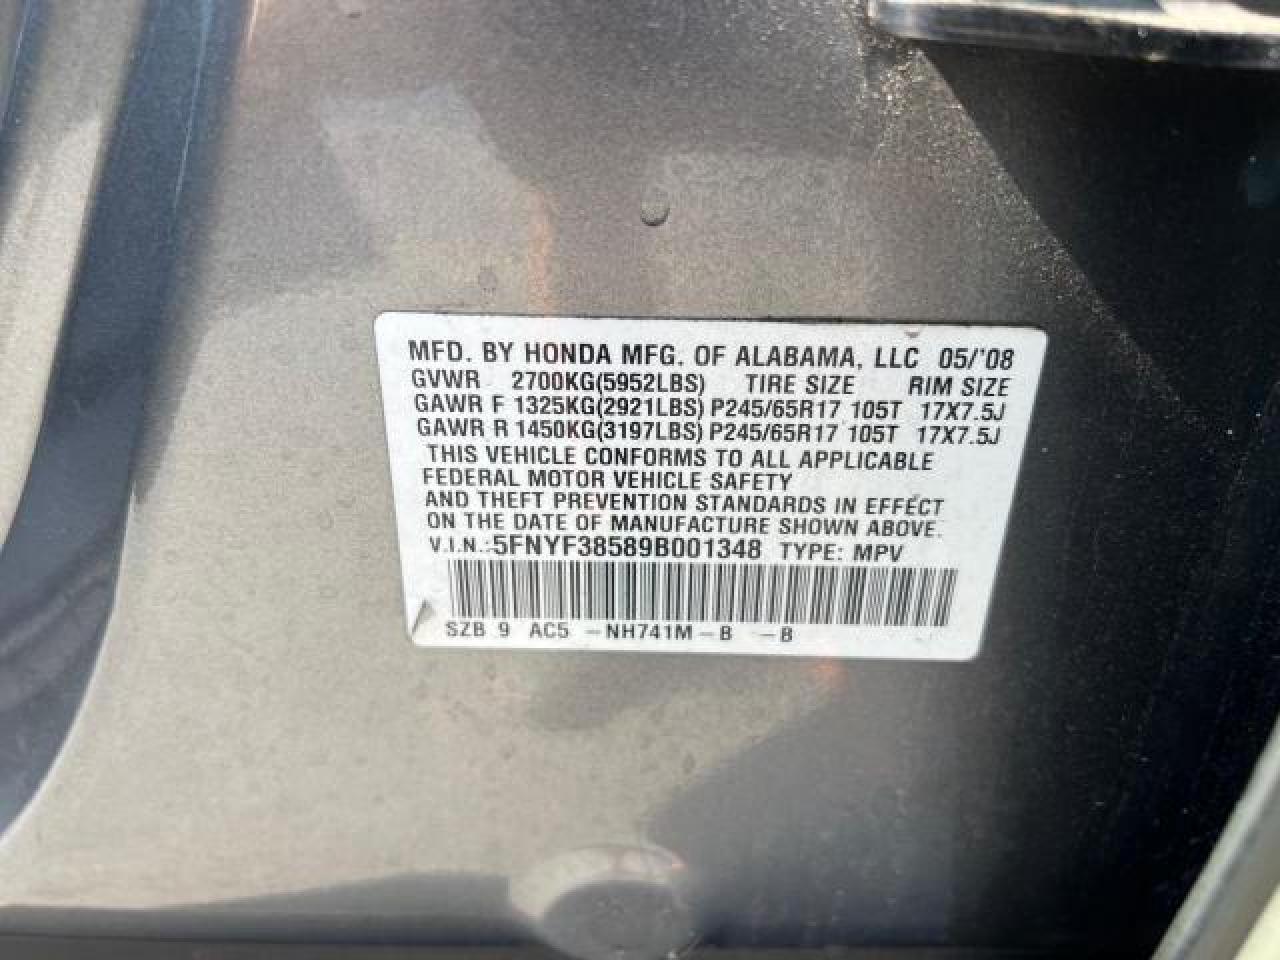 MFD. BY HONDA MFG. OF ALABAMA, LLC 05/'08
GVWR 2700KG(5952LBS) TIRE SIZE RIM SIZE
GAWR F 1325KG(2921LBS) P245/65R17 105T 17X7.5J
GAWR R 1450KG(3197LBS) P245/65R17 105T 17X7.5J
THIS VEHICLE CONFORMS TO ALL APPLICABLE
FEDERAL MOTOR VEHICLE SAFETY
AND THEFT PREVENTION STANDARDS IN EFFECT
ON THE DATE OF MANUFACTURE SHOWN ABOVE.
V.I.N.:5FNYF38589B001348 TYPE: MPV
SZB 9 AC5 -NH741M-B -B